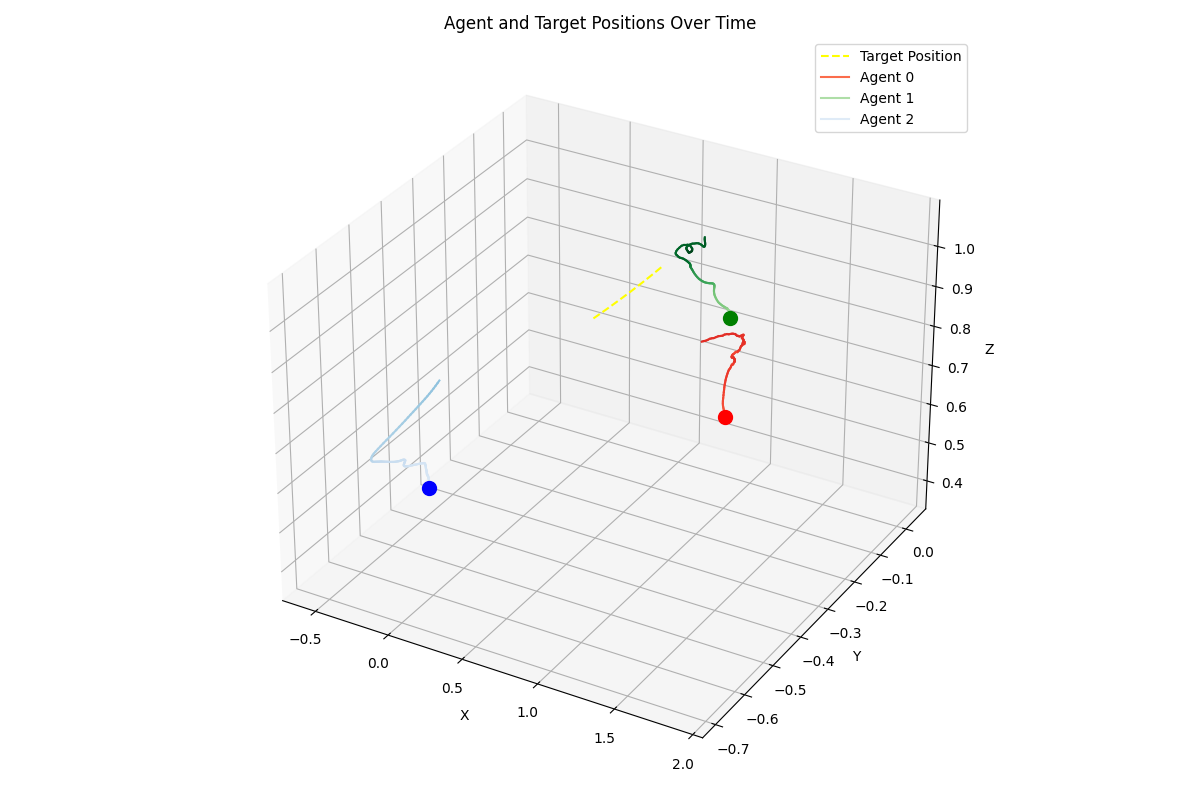 Agent and Target Positions Over Time
Target Position
Agent 0
Agent 1
Agent 2
1.0
0.9
0.8
Z
0.7
0.6
0.5
0.4
0.0
−0.1
−0.2
−0.3
Y
−0.4
−0.5
−0.6
−0.7
−0.5
0.0
0.5
X
1.0
1.5
2.0